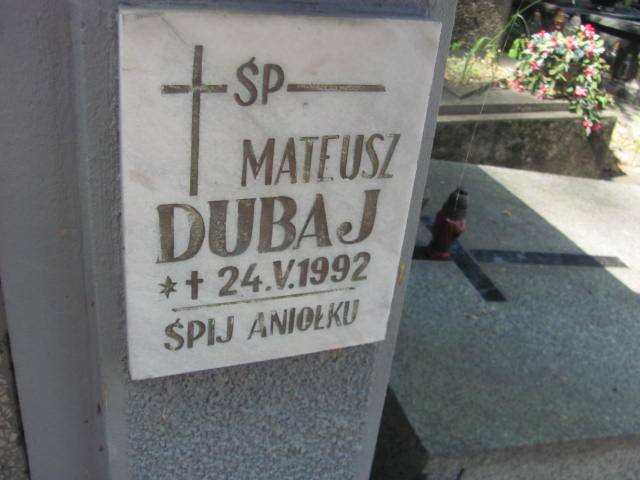 ŚP
MATEUSZ
DUBAJ
* † 24.V.1992
ŚPIJ ANIOŁKU